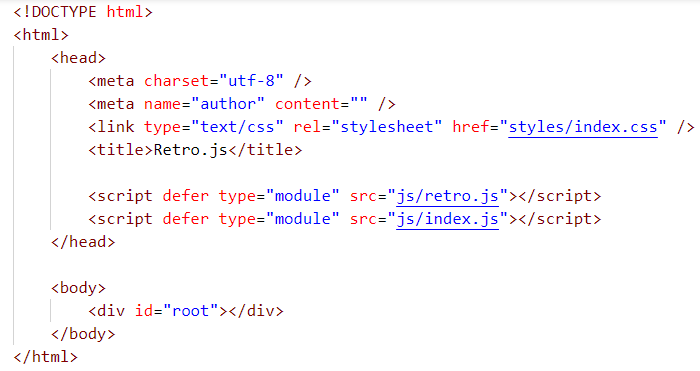 <!DOCTYPE html>
<html>
<head>
<meta charset="utf-8" />
<meta name="author" content="" />
<link type="text/css" rel="stylesheet" href="styles/index.css" />
<title>Retro.js</title>
<script defer type="module" src="js/retro.js"></script>
<script defer type="module" src="js/index.js"></script>
</head>
<body>
<div id="root"></div>
</body>
</html>